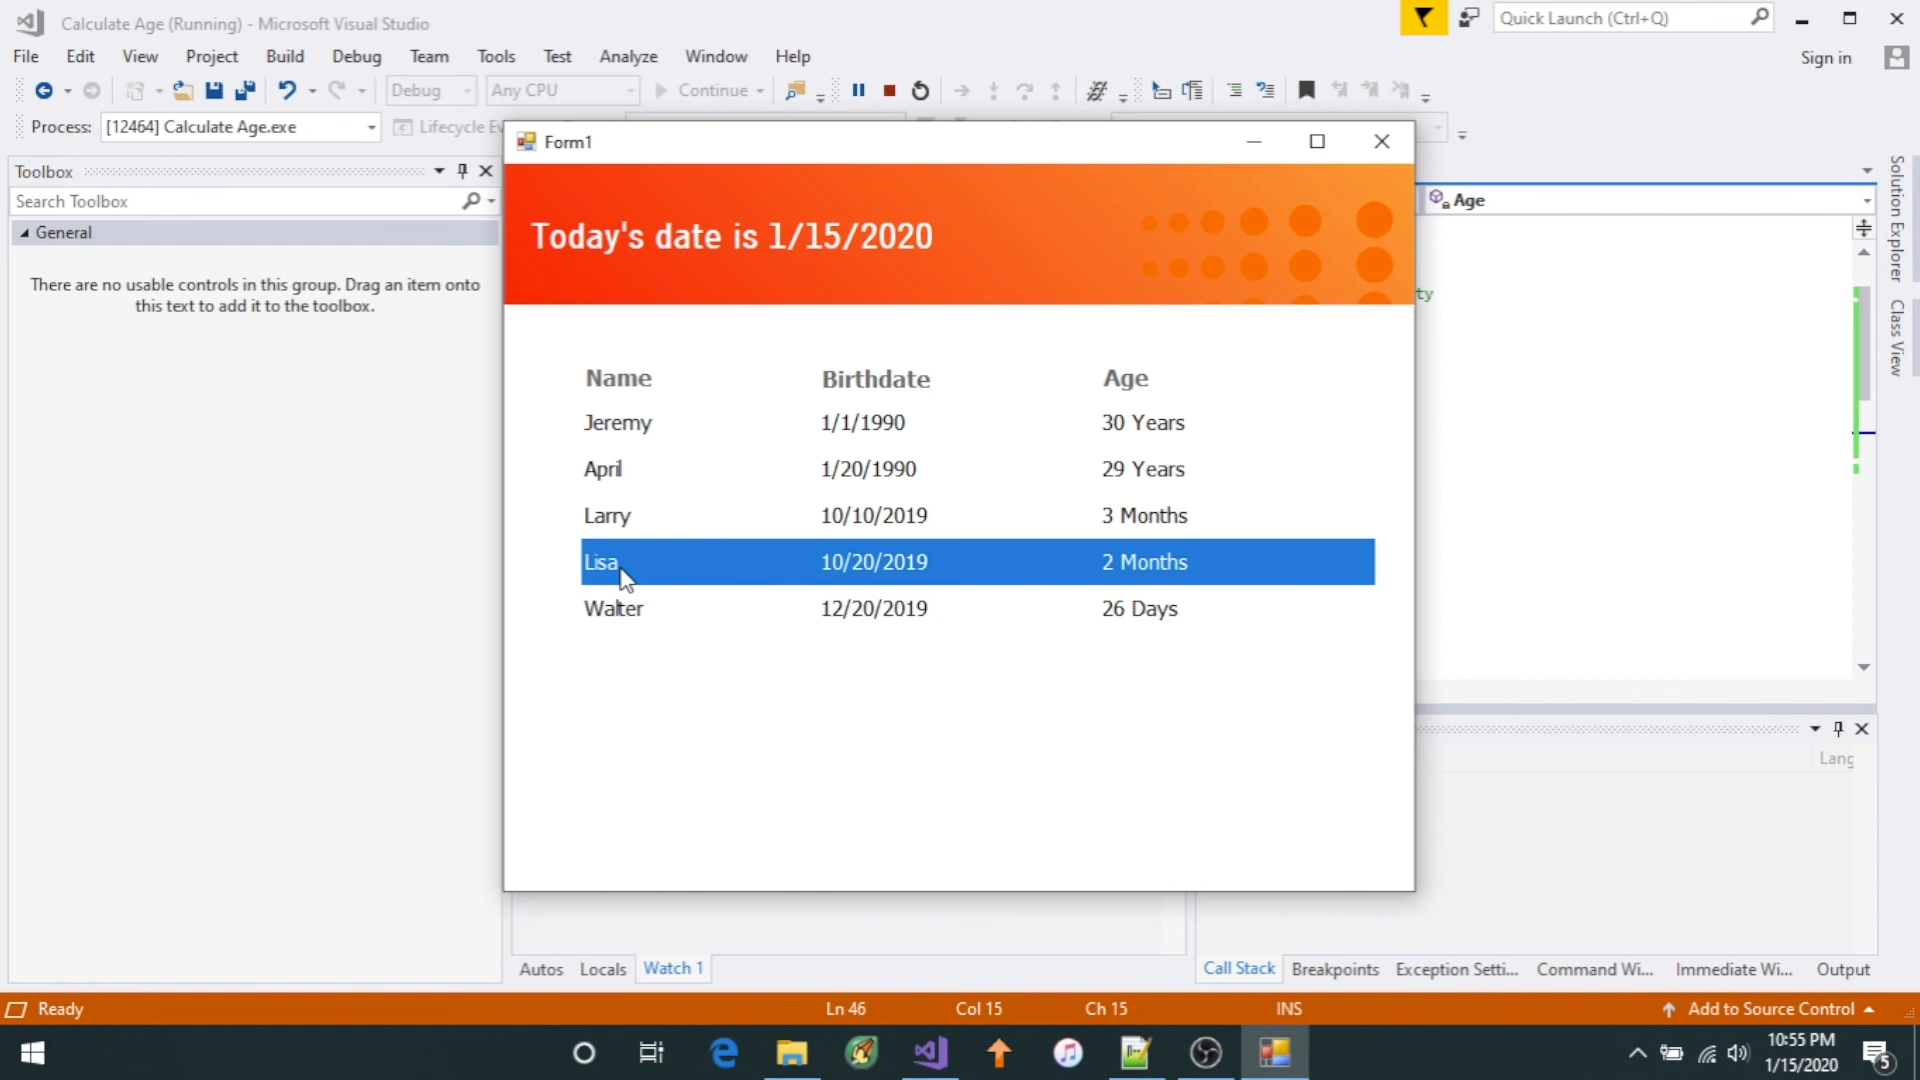 Calculate Age (Running) - Microsoft Visual Studio
Quick Launch (Ctrl+Q)
File Edit View Project Build Debug Team Tools Test Analyze Window Help
Sign in
Debug Any CPU Continue
Process: [12464] Calculate Age.exe Lifecycle Ev
Form1
Toolbox
Search Toolbox
General
There are no usable controls in this group. Drag an item onto
this text to add it to the toolbox.
Today's date is 1/15/2020
Name Birthdate Age
Jeremy 1/1/1990 30 Years
April 1/20/1990 29 Years
Larry 10/10/2019 3 Months
Lisa 10/20/2019 2 Months
Walter 12/20/2019 26 Days
Age
ty
Solution Explorer
Class View
Lang
Autos Locals Watch 1
Call Stack Breakpoints Exception Setti... Command Wi... Immediate Wi... Output
Ready Ln 46 Col 15 Ch 15 INS Add to Source Control
10:55 PM
1/15/2020
5